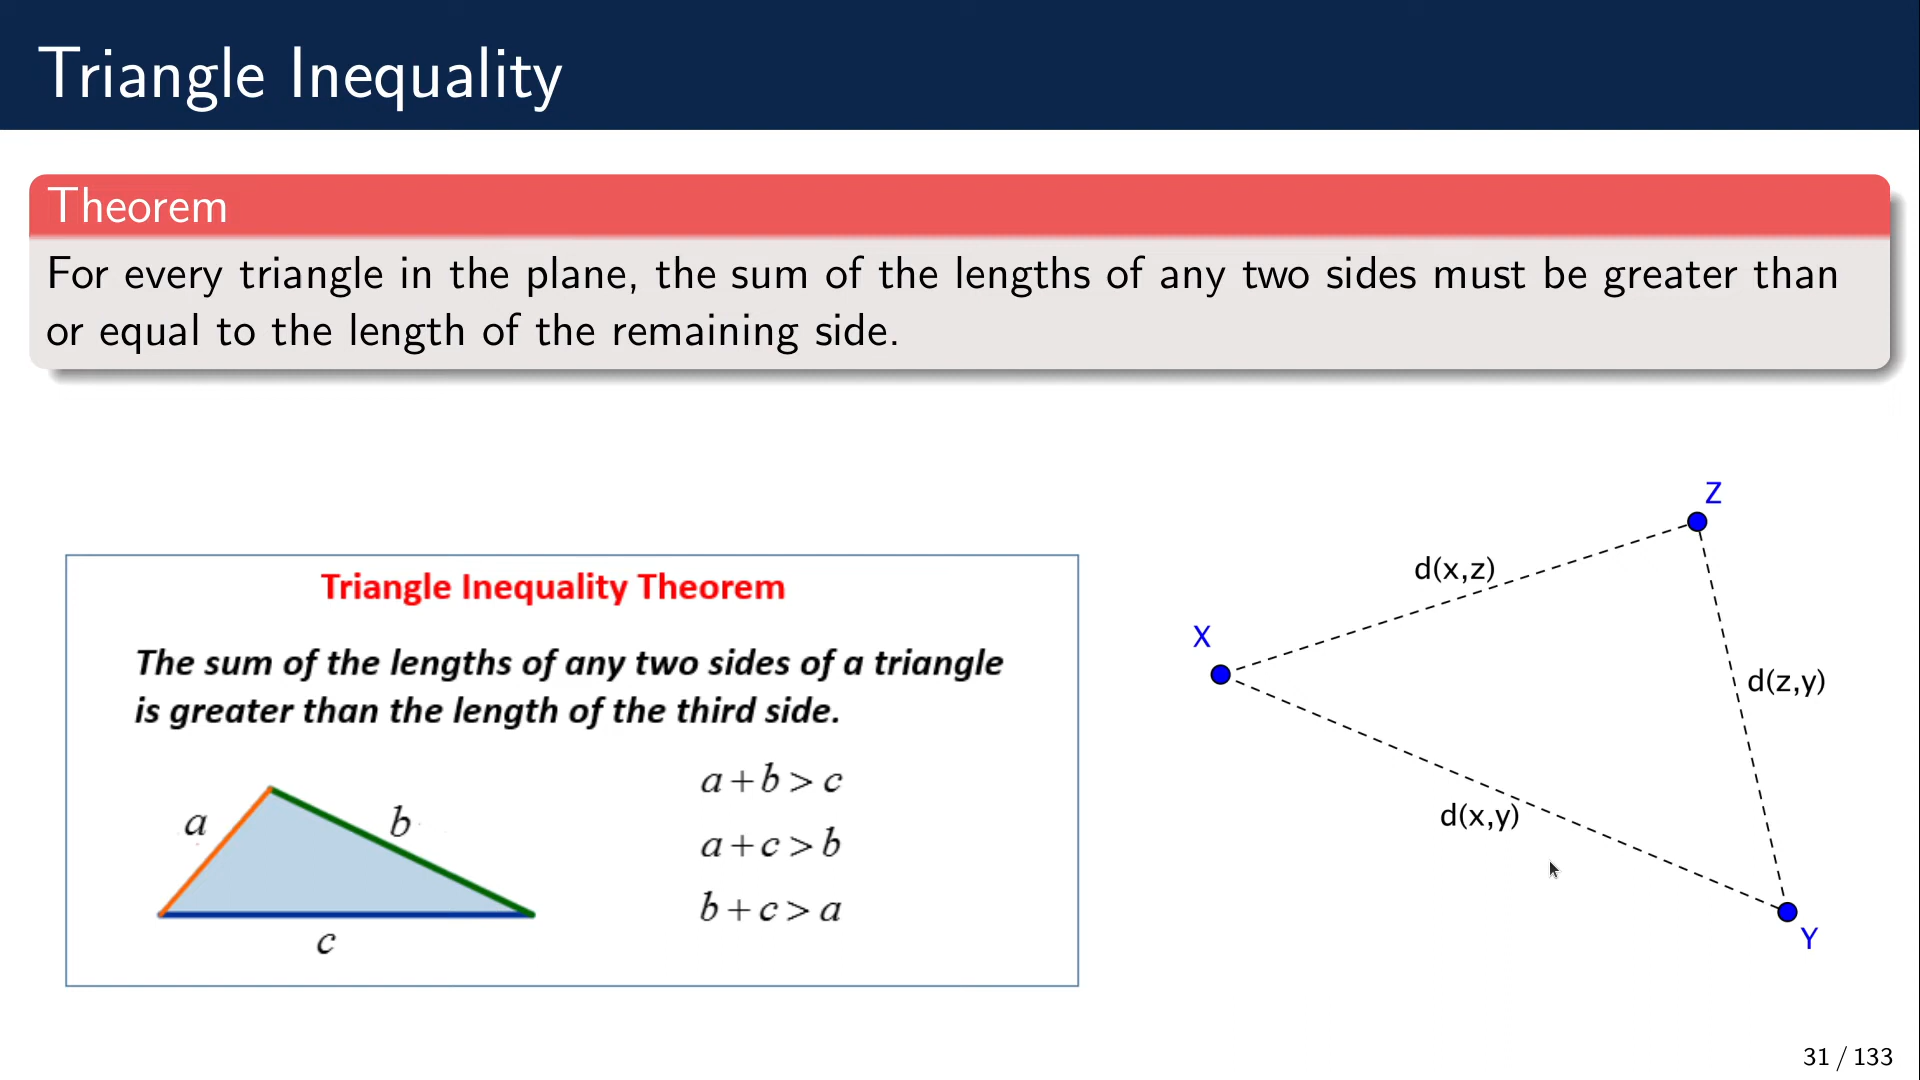 Triangle Inequality
Theorem
For every triangle in the plane, the sum of the lengths of any two sides must be greater than
or equal to the length of the remaining side.
Triangle Inequality Theorem
The sum of the lengths of any two sides of a triangle
is greater than the length of the third side.
a
b
c
a+b>c
a+c>b
b+c>a
Z
d(x,z)
X
d(z,y)
d(x,y)
Y
31 / 133